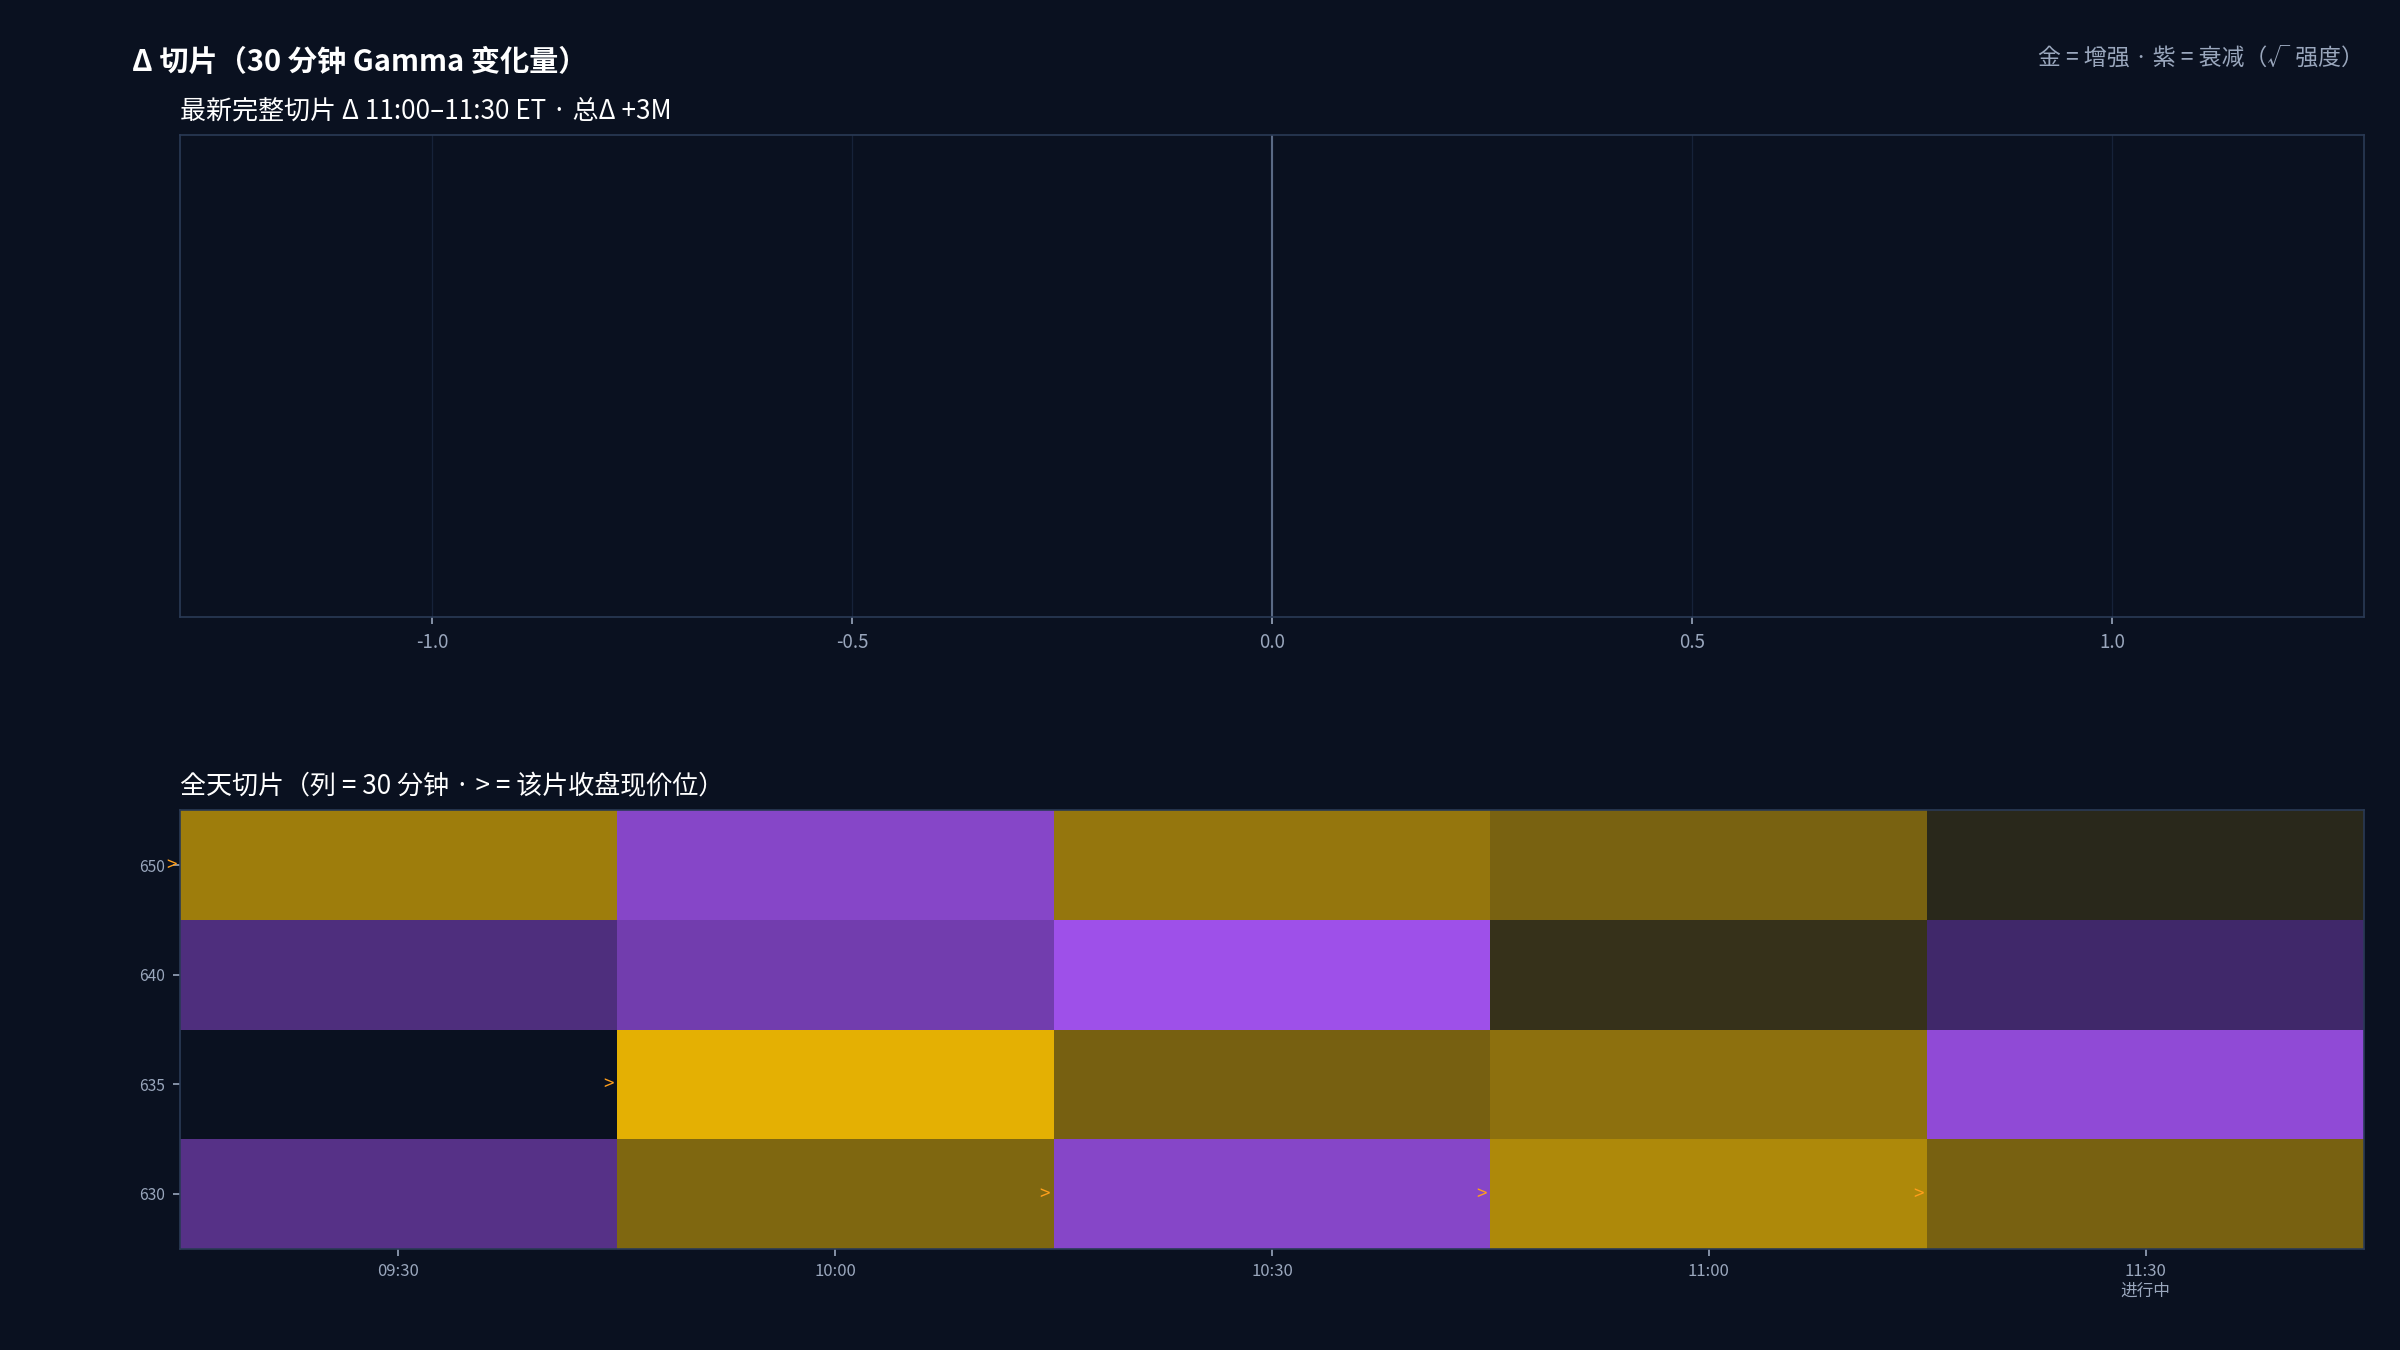 Δ 切片（30 分钟 Gamma 变化量）
金 = 增强 · 紫 = 衰减（√ 强度）
最新完整切片 Δ 11:00–11:30 ET · 总Δ +3M
-1.0 -0.5 0.0 0.5 1.0
全天切片（列 = 30 分钟 · > = 该片收盘现价位）
650 >
640
635 >
630 > > >
09:30 10:00 10:30 11:00 11:30
进行中